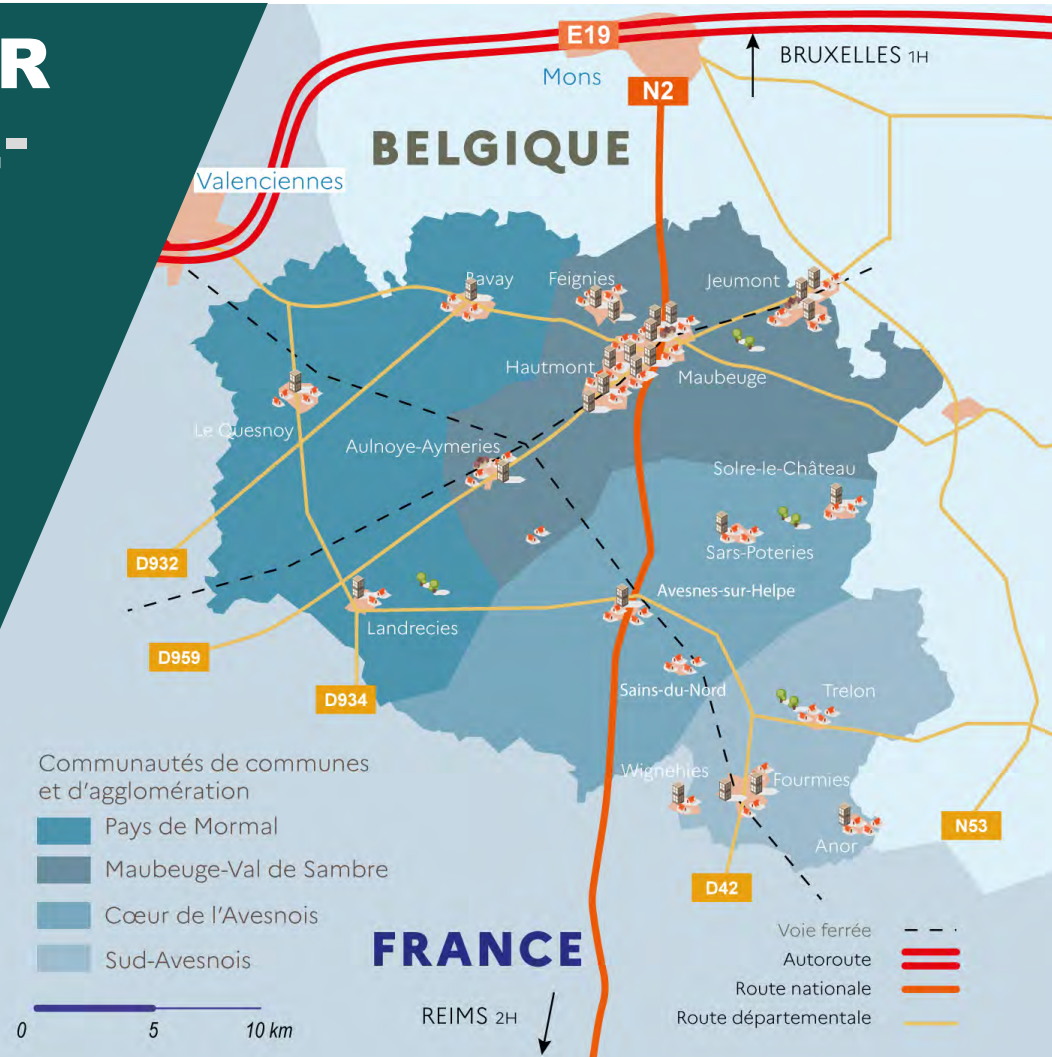 R
E19
Mons
BRUXELLES 1H
N2
BELGIQUE
Valenciennes
Bavay
Feignies
Jeumont
Hautmont
Maubeuge
Le Quesnoy
Aulnoye-Aymeries
Solre-le-Château
Sars-Poteries
D932
Avesnes-sur-Helpe
Landrecies
D959
Sains-du-Nord
D934
Trelon
Wignehies
Fourmies
Anor
N53
D42
Communautés de communes
et d'agglomération
Pays de Mormal
Maubeuge-Val de Sambre
Cœur de l'Avesnois
Sud-Avesnois
FRANCE
REIMS 2H
0 5 10 km
Voie ferrée
Autoroute
Route nationale
Route départementale